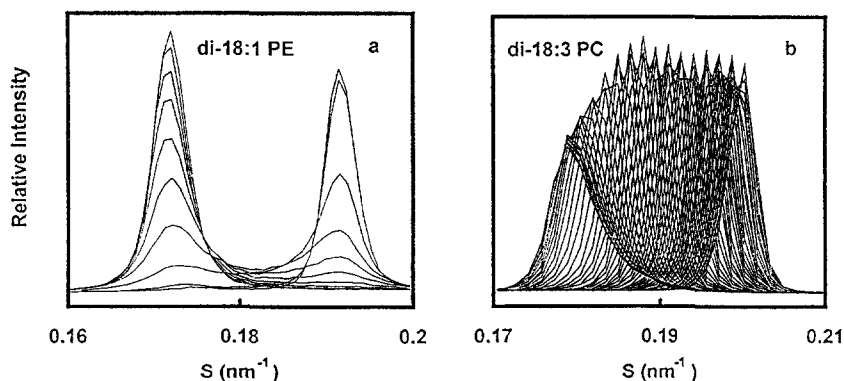 Relative Intensity
di-18:1 PE
a
0.16
0.18
0.2
S (nm⁻¹)
di-18:3 PC
b
0.17
0.19
0.21
S (nm⁻¹)